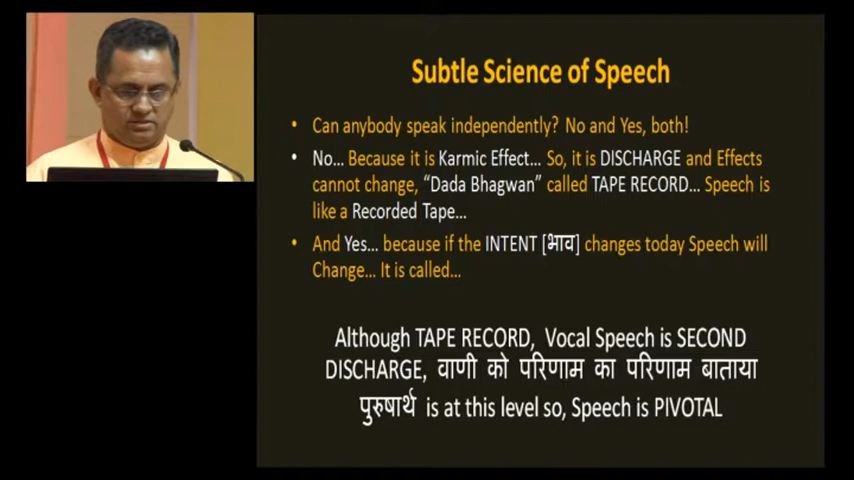 Subtle Science of Speech
• Can anybody speak independently? No and Yes, both!
• No... Because it is Karmic Effect... So, it is DISCHARGE and Effects
cannot change, “Dada Bhagwan” called TAPE RECORD... Speech is
like a Recorded Tape...
• And Yes... because if the INTENT [भाव] changes today Speech will
Change... It is called...
Although TAPE RECORD, Vocal Speech is SECOND
DISCHARGE, वाणी को परिणाम का परिणाम बाताया
पुरुषार्थ is at this level so, Speech is PIVOTAL